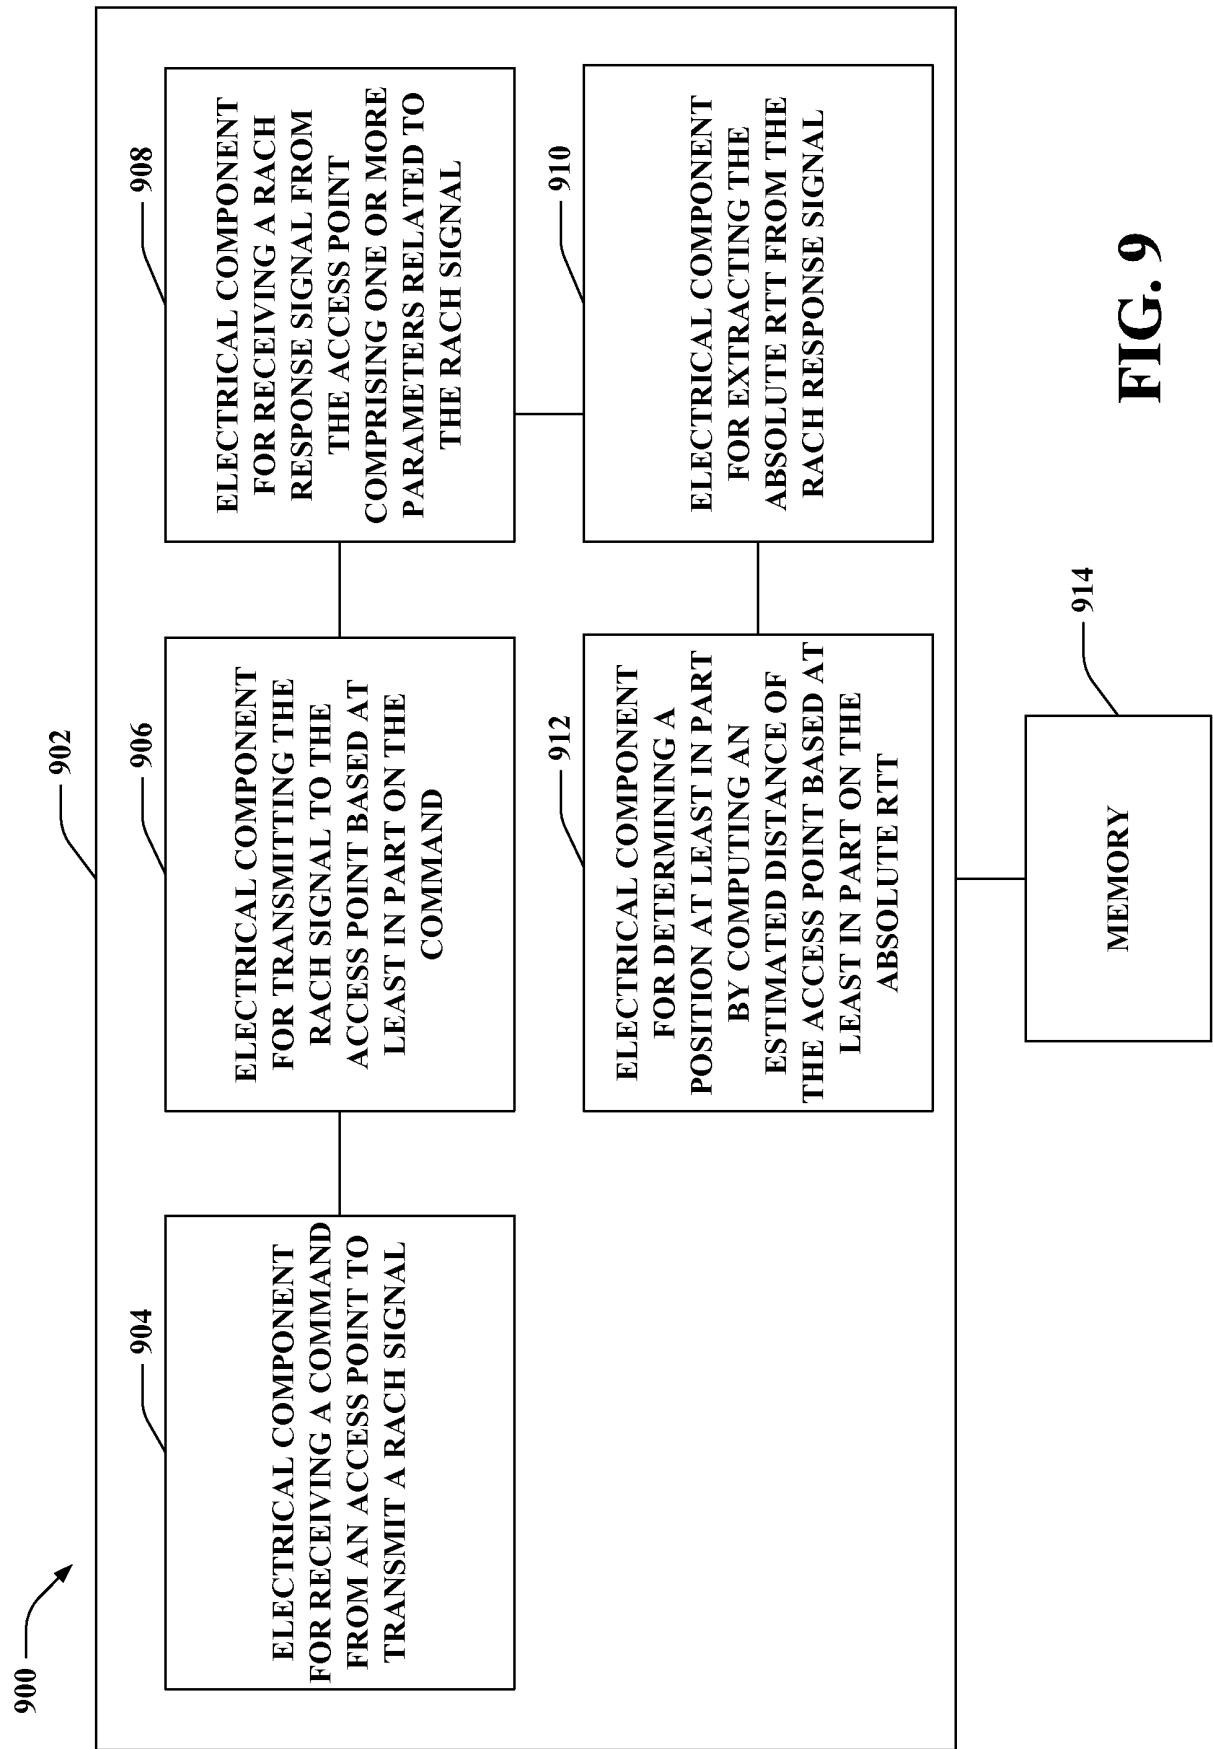 900
902
904
ELECTRICAL COMPONENT
FOR RECEIVING A COMMAND
FROM AN ACCESS POINT TO
TRANSMIT A RACH SIGNAL
906
ELECTRICAL COMPONENT
FOR TRANSMITTING THE
RACH SIGNAL TO THE
ACCESS POINT BASED AT
LEAST IN PART ON THE
COMMAND
908
ELECTRICAL COMPONENT
FOR RECEIVING A RACH
RESPONSE SIGNAL FROM
THE ACCESS POINT
COMPRISING ONE OR MORE
PARAMETERS RELATED TO
THE RACH SIGNAL
912
ELECTRICAL COMPONENT
FOR DETERMINING A
POSITION AT LEAST IN PART
BY COMPUTING AN
ESTIMATED DISTANCE OF
THE ACCESS POINT BASED AT
LEAST IN PART ON THE
ABSOLUTE RTT
910
ELECTRICAL COMPONENT
FOR EXTRACTING THE
ABSOLUTE RTT FROM THE
RACH RESPONSE SIGNAL
914
MEMORY
FIG. 9